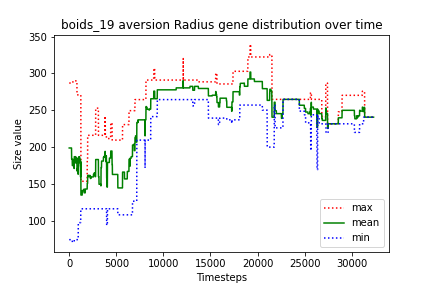 boids_19 aversion Radius gene distribution over time
350
300
250
200
150
100
Size value
max
mean
min
0
5000
10000
15000
20000
25000
30000
Timesteps